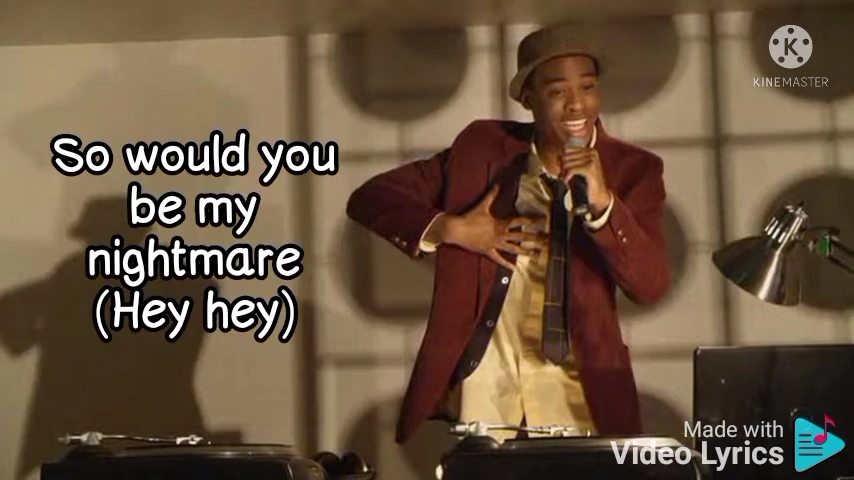 So would you
be my
nightmare
(Hey hey)
KINEMASTER
Made with
Video Lyrics